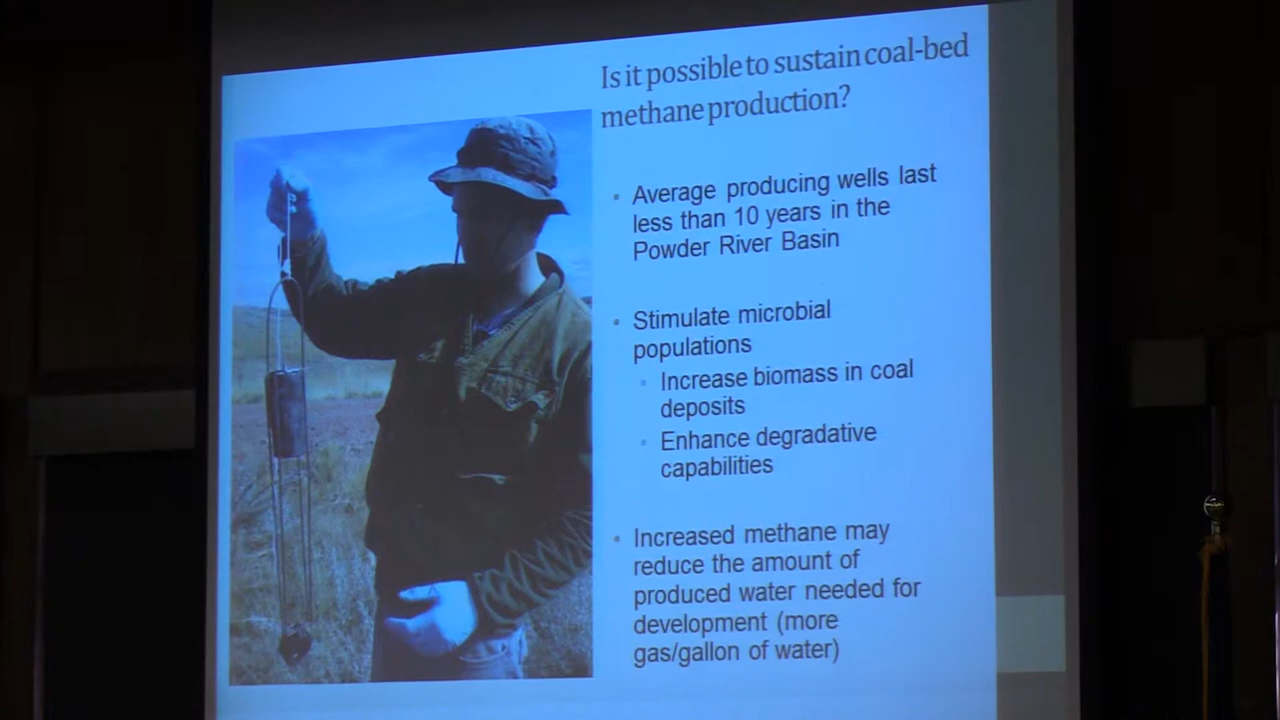 Is it possible to sustain coal-bed
methane production?
• Average producing wells last
less than 10 years in the
Powder River Basin
• Stimulate microbial
populations
• Increase biomass in coal
deposits
• Enhance degradative
capabilities
• Increased methane may
reduce the amount of
produced water needed for
development (more
gas/gallon of water)